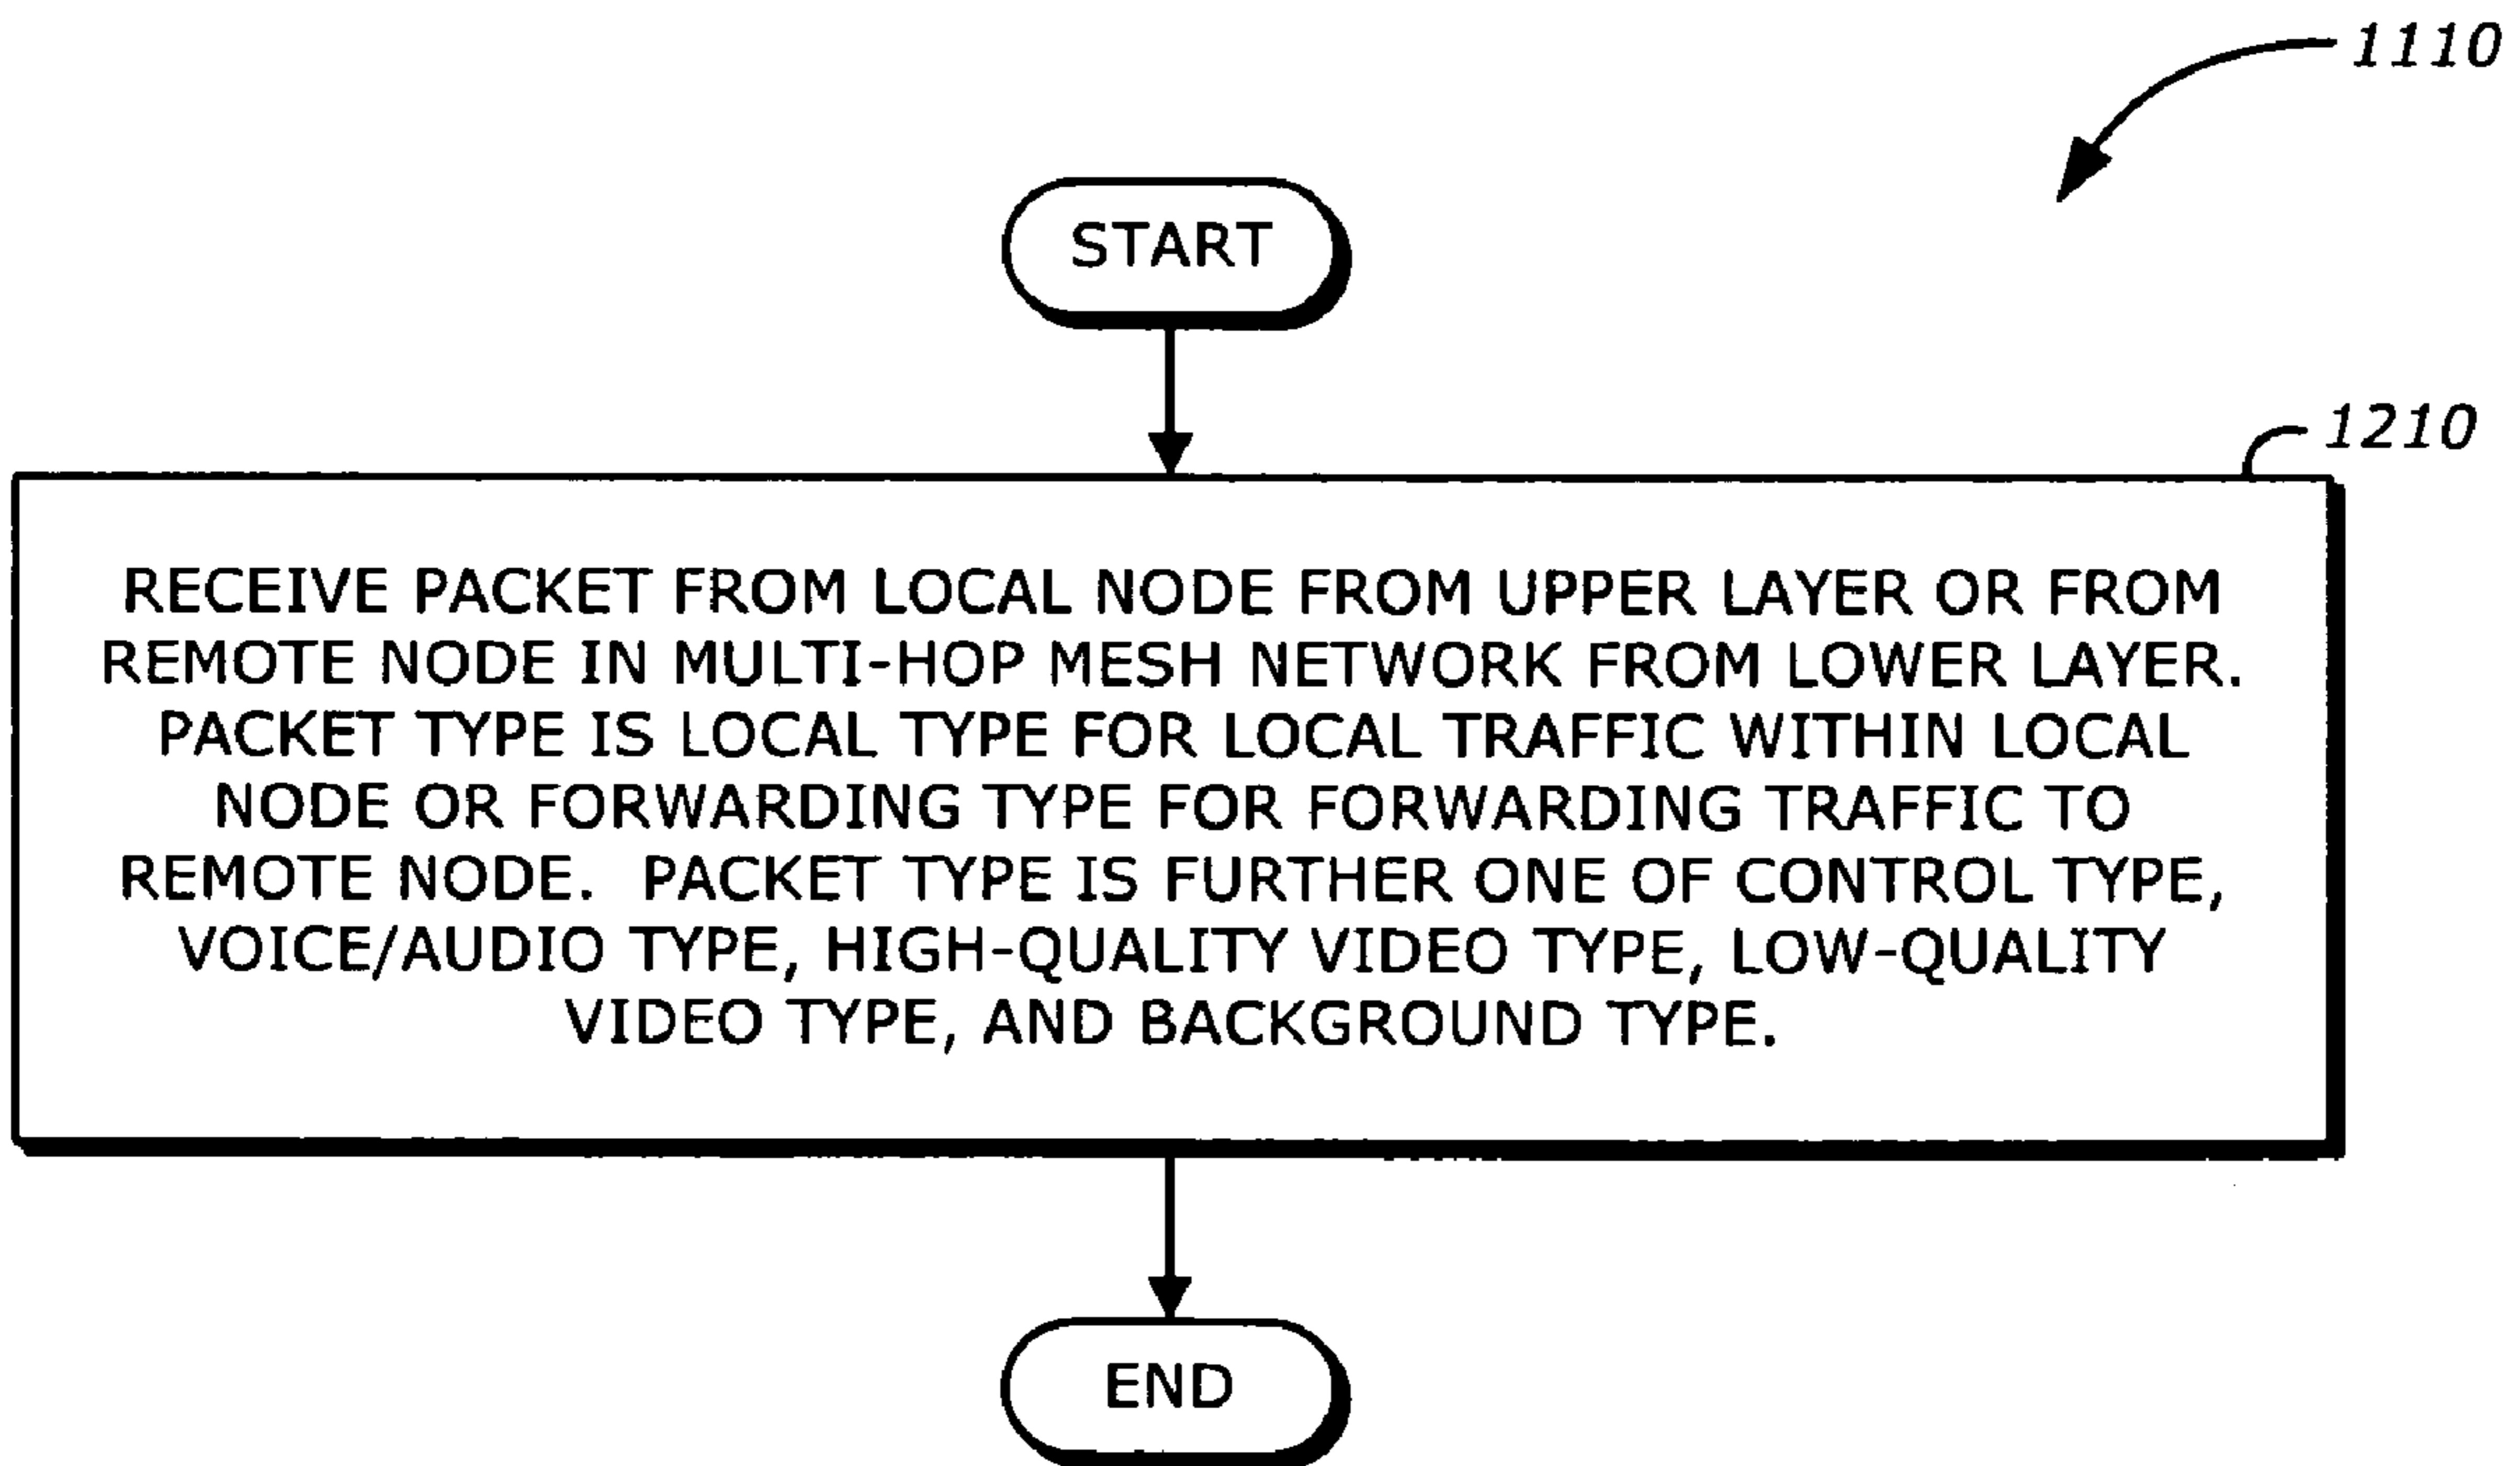 1110
START
1210
RECEIVE PACKET FROM LOCAL NODE FROM UPPER LAYER OR FROM
REMOTE NODE IN MULTI-HOP MESH NETWORK FROM LOWER LAYER.
PACKET TYPE IS LOCAL TYPE FOR LOCAL TRAFFIC WITHIN LOCAL
NODE OR FORWARDING TYPE FOR FORWARDING TRAFFIC TO
REMOTE NODE. PACKET TYPE IS FURTHER ONE OF CONTROL TYPE,
VOICE/AUDIO TYPE, HIGH-QUALITY VIDEO TYPE, LOW-QUALITY
VIDEO TYPE, AND BACKGROUND TYPE.
END